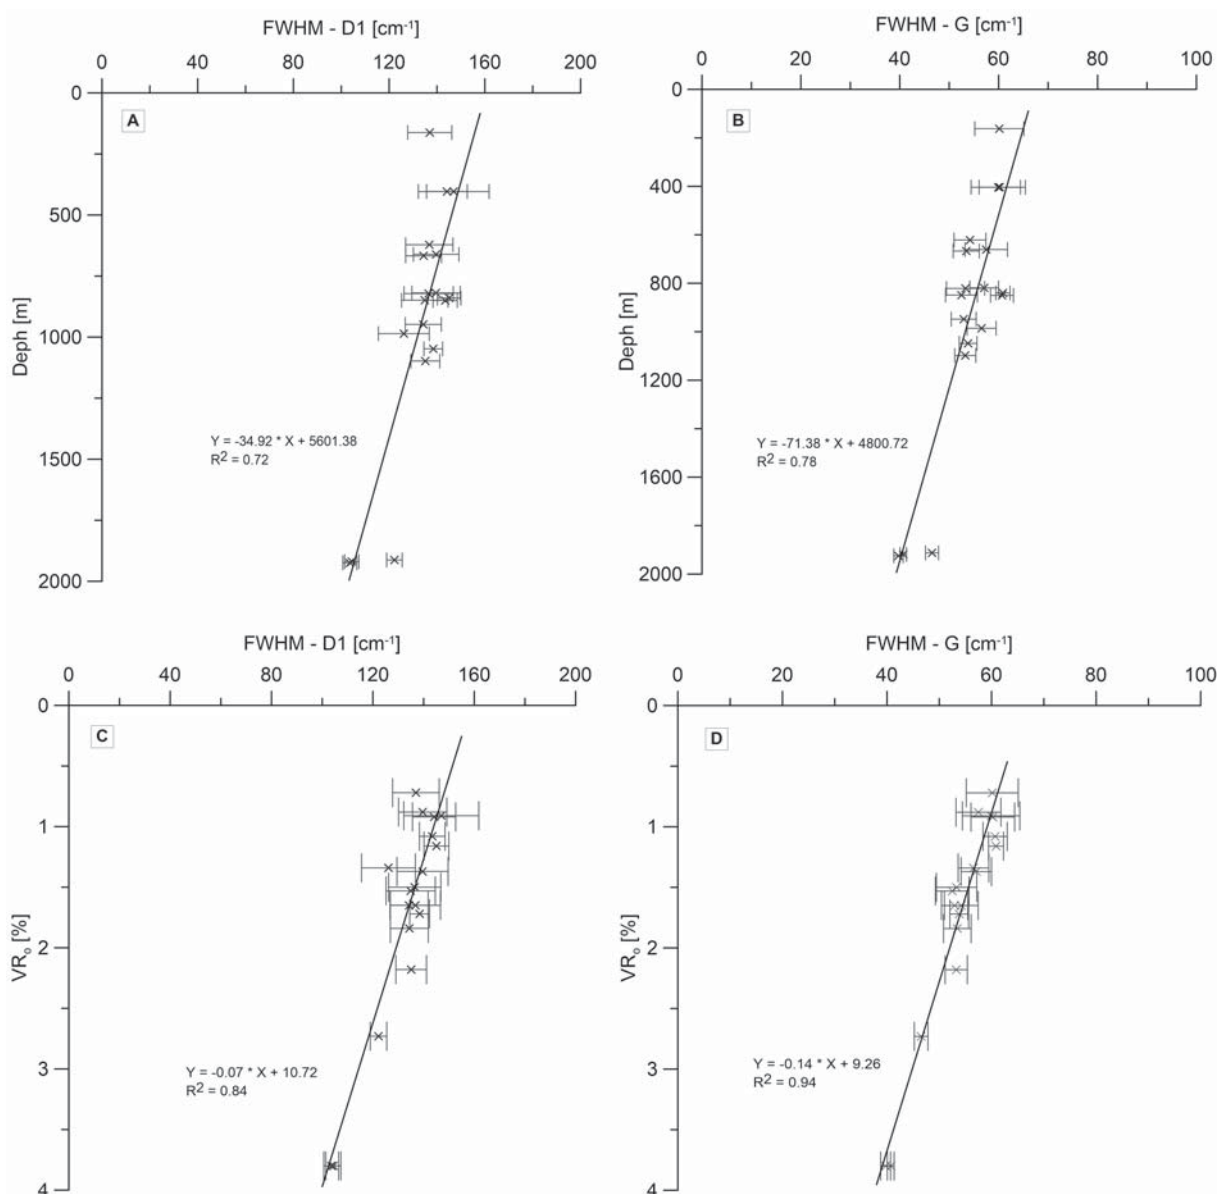 FWHM - D1 [cm⁻¹]
0 40 80 120 160 200
0
500
1000
1500
2000
Deph [m]
A
Y = -34.92 * X + 5601.38
R² = 0.72
FWHM - G [cm⁻¹]
0 20 40 60 80 100
0
400
800
1200
1600
2000
Deph [m]
B
Y = -71.38 * X + 4800.72
R² = 0.78
FWHM - D1 [cm⁻¹]
0 40 80 120 160 200
0
1
2
3
4
VRₒ [%]
C
Y = -0.07 * X + 10.72
R² = 0.84
FWHM - G [cm⁻¹]
0 20 40 60 80 100
0
1
2
3
4
VRₒ [%]
D
Y = -0.14 * X + 9.26
R² = 0.94